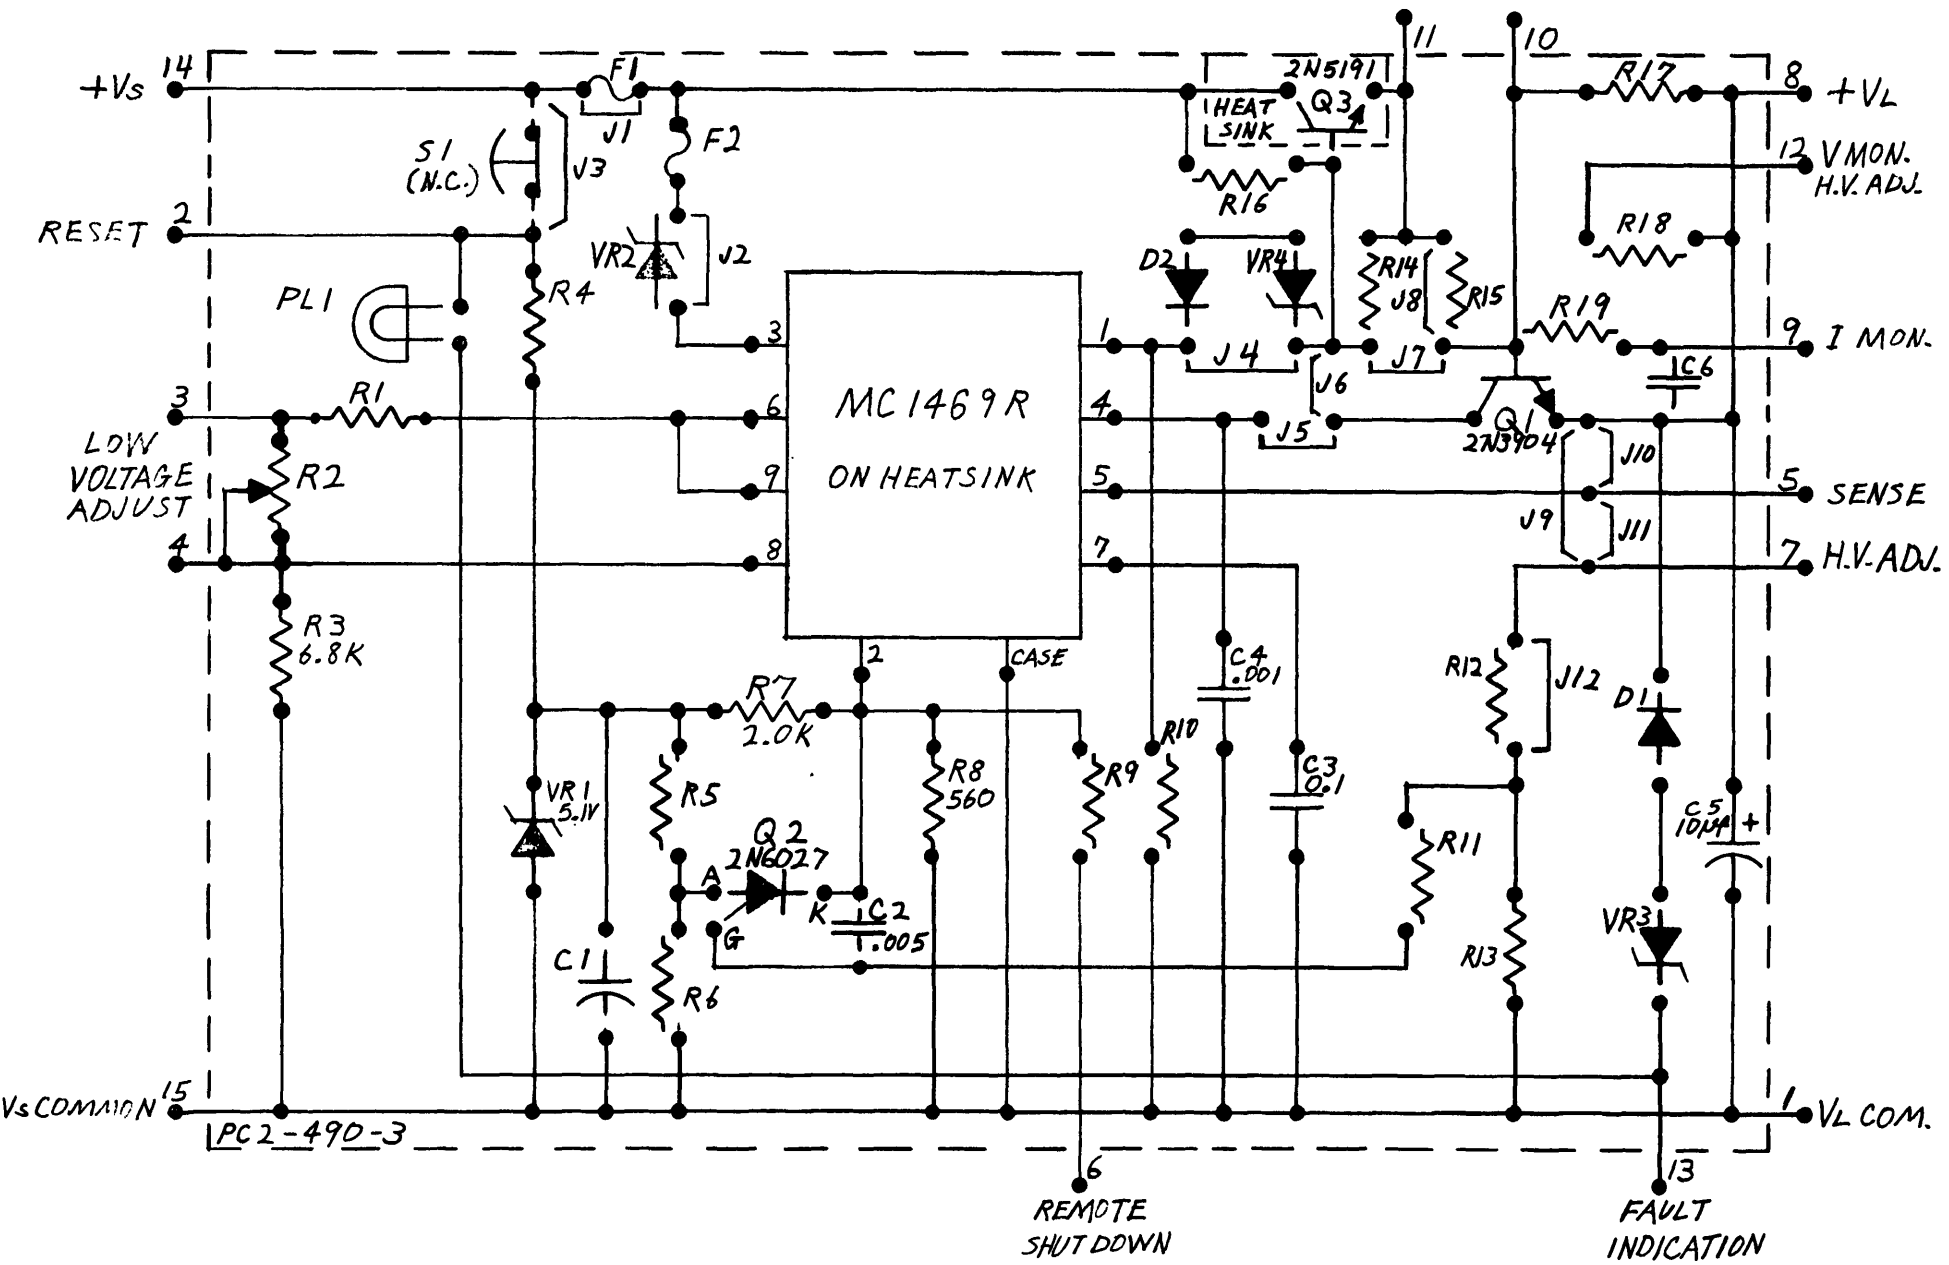 11
10
14
+Vs
F1
J1
2N5191
Q3
HEAT
SINK
R17
8
+VL
S1
(N.C.)
J3
F2
12
V MON.
H.V. ADJ.
R16
2
RESET
VR2
J2
D2
VR4
R14
J8
R15
R18
PL1
R4
R19
9
I MON.
3
1
J4
J6
J7
C6
MC1469R
ON HEATSINK
3
R1
6
4
J5
Q1
2N3904
J10
LOW
VOLTAGE
ADJUST
R2
9
5
5
SENSE
J9
J11
4
8
7
7
H.V. ADJ.
R3
6.8K
2
CASE
C4
.001
R12
J12
D1
R7
2.0K
R10
VR1
5.1V
R5
R8
560
R9
C3
0.1
C5
10µf +
Q2
2N6027
R11
A
K
G
C2
.005
VR3
C1
R6
R13
15
Vs COMMON
1
VL COM.
PC2-490-3
6
REMOTE
SHUT DOWN
13
FAULT
INDICATION